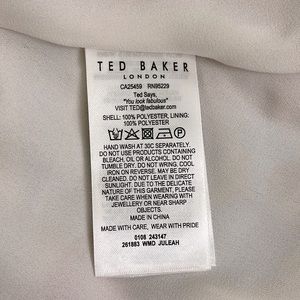 TED BAKER
LONDON
CA25459 RN95229
Ted Says,
"You look fabulous"
VISIT TED@tedbaker.com
SHELL: 100% POLYESTER, LINING:
100% POLYESTER
HAND WASH AT 30C SEPARATELY.
DO NOT USE PRODUCTS CONTAINING
BLEACH, OIL OR ALCOHOL. DO NOT
TUMBLE DRY. DO NOT WRING. COOL
IRON ON REVERSE. MAY BE DRY
CLEANED. DO NOT LEAVE IN DIRECT
SUNLIGHT. DUE TO THE DELICATE
NATURE OF THIS GARMENT. PLEASE
TAKE CARE WHEN WEARING WITH
JEWELLERY OR NEAR SHARP
OBJECTS.
MADE IN CHINA
MADE WITH CARE, WEAR WITH PRIDE
0108 243147
261883 WMD JULEAH